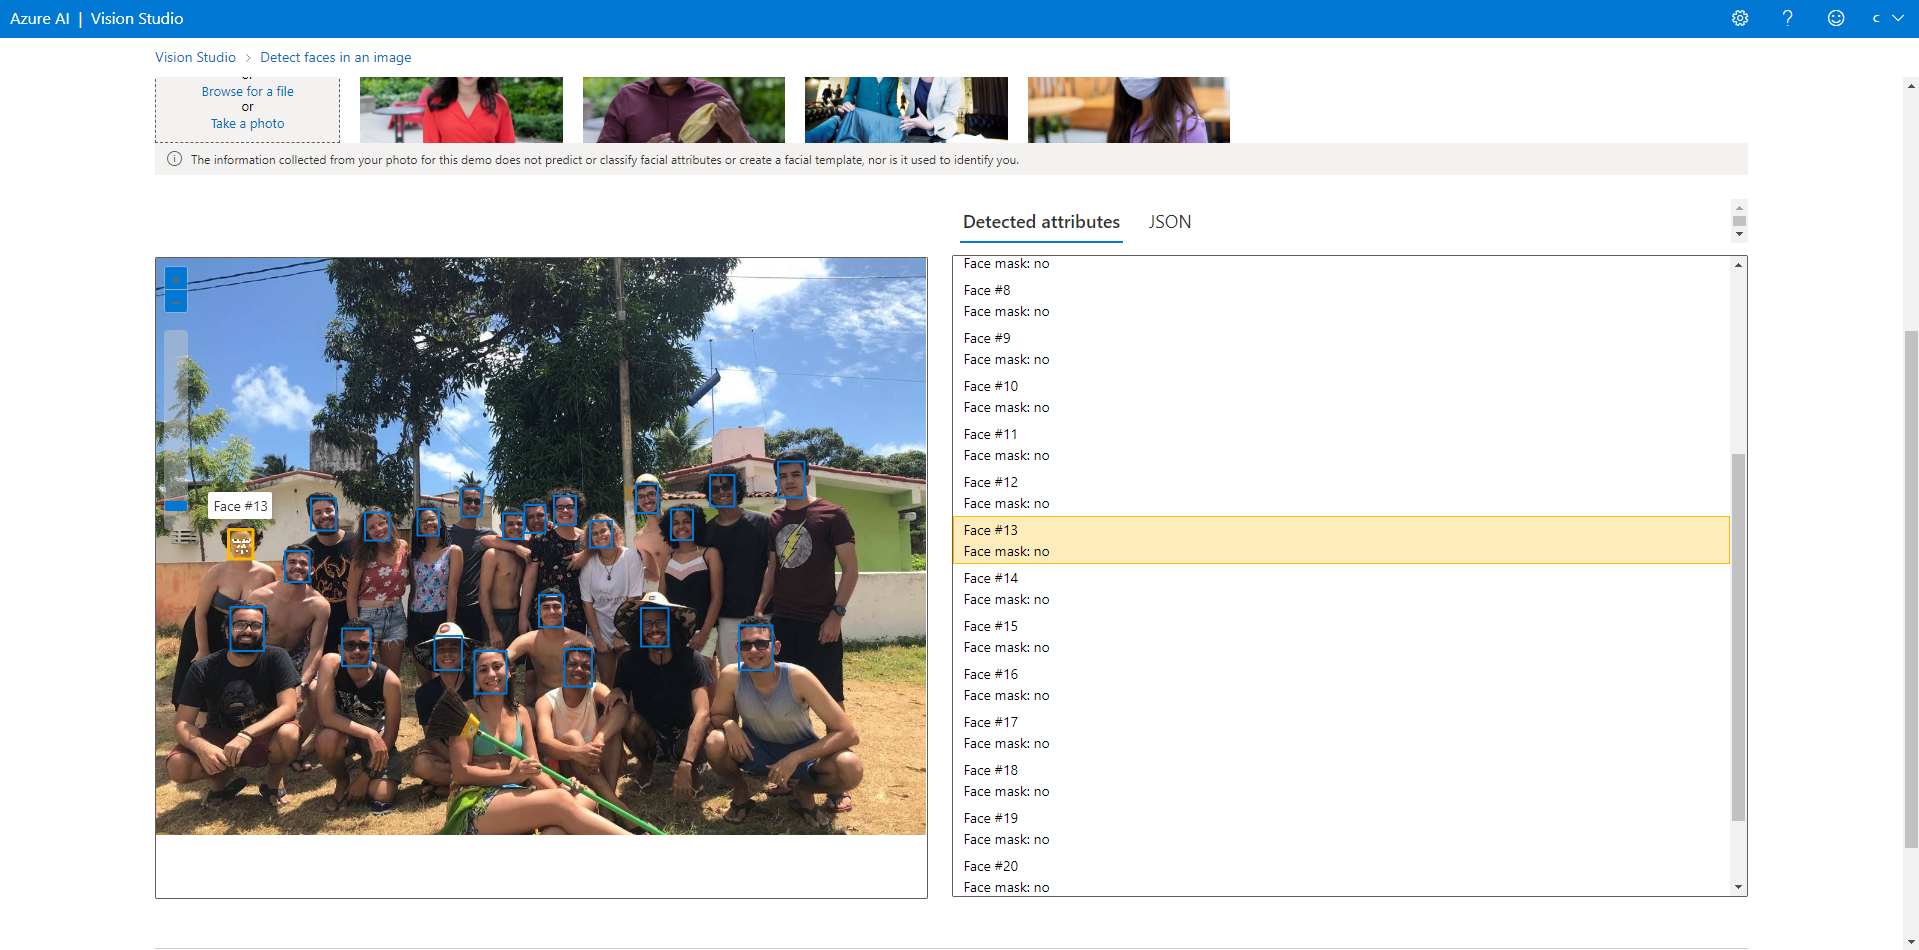 Azure AI | Vision Studio
?
c
Vision Studio > Detect faces in an image
or
Browse for a file
or
Take a photo
The information collected from your photo for this demo does not predict or classify facial attributes or create a facial template, nor is it used to identify you.
Detected attributes JSON
+
-
Face #13
Face mask: no
Face #8
Face mask: no
Face #9
Face mask: no
Face #10
Face mask: no
Face #11
Face mask: no
Face #12
Face mask: no
Face #13
Face mask: no
Face #14
Face mask: no
Face #15
Face mask: no
Face #16
Face mask: no
Face #17
Face mask: no
Face #18
Face mask: no
Face #19
Face mask: no
Face #20
Face mask: no